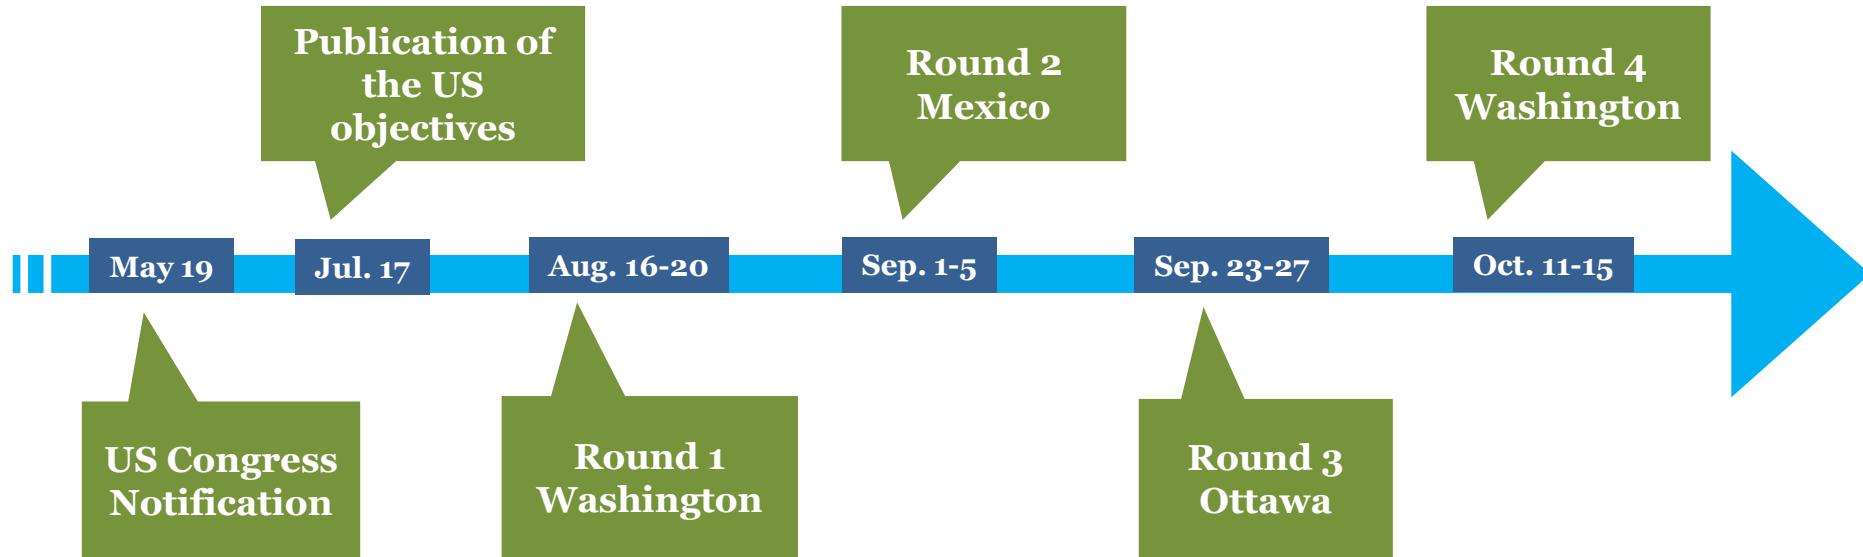 Publication of
the US
objectives
Round 2
Mexico
Round 4
Washington
May 19
Jul. 17
Aug. 16-20
Sep. 1-5
Sep. 23-27
Oct. 11-15
US Congress
Notification
Round 1
Washington
Round 3
Ottawa